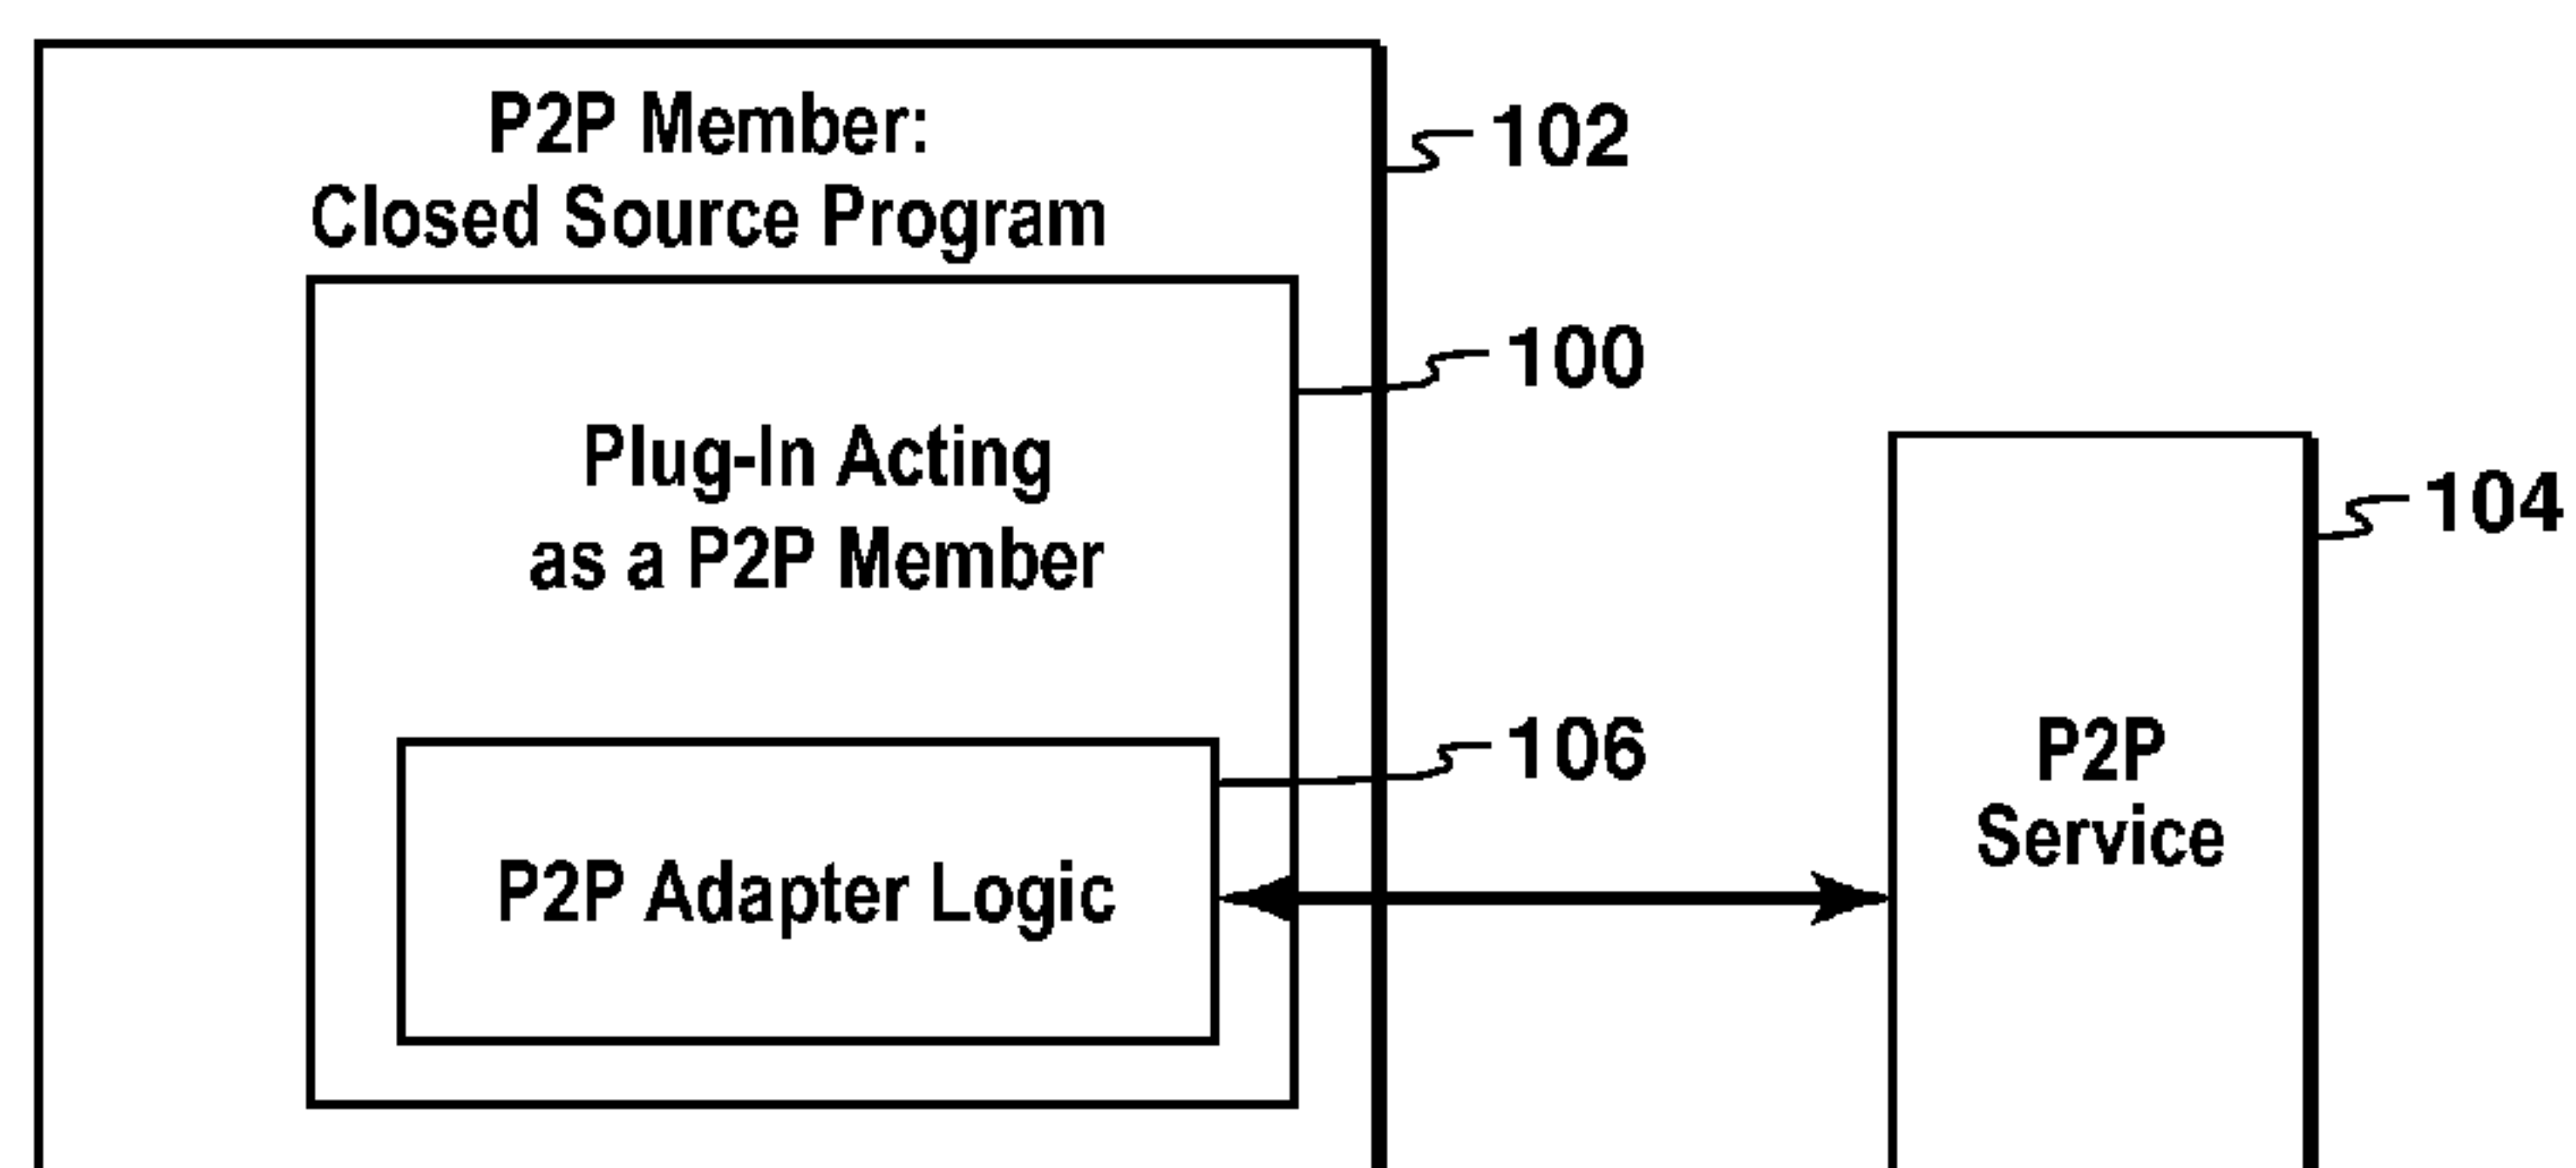 P2P Member:
Closed Source Program
102
100
Plug-In Acting
as a P2P Member
104
106
P2P
Service
P2P Adapter Logic